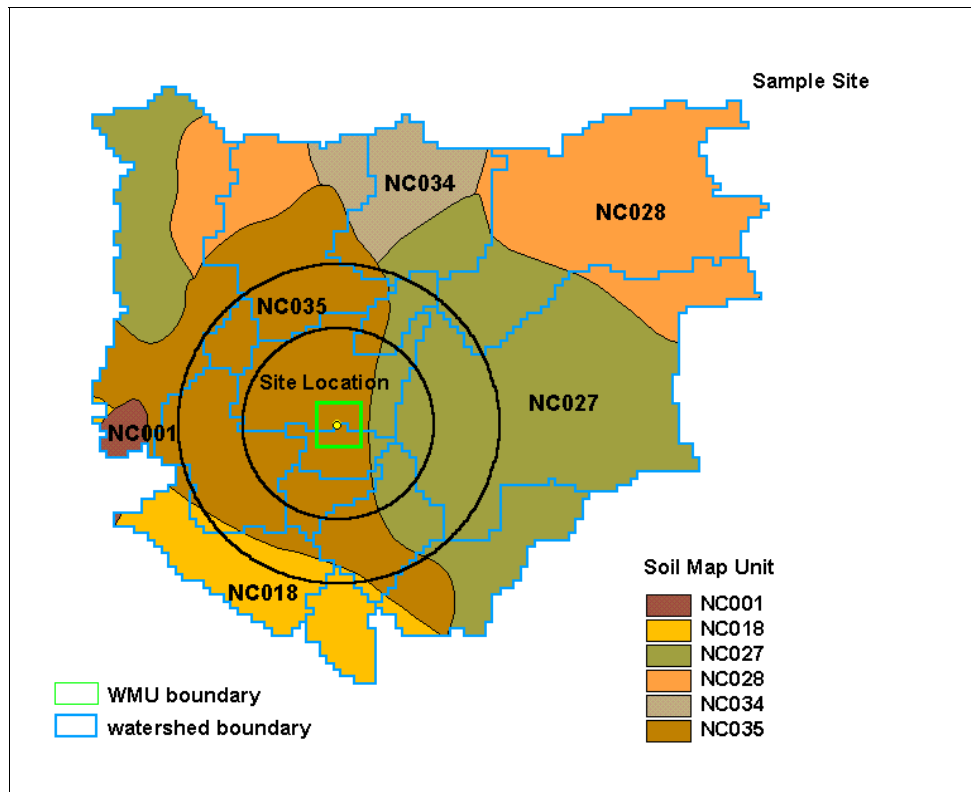 Sample Site
NC034
NC028
NC035
Site Location
NC027
NC001
NC018
Soil Map Unit
NC001
NC018
NC027
NC028
NC034
NC035
WMU boundary
watershed boundary